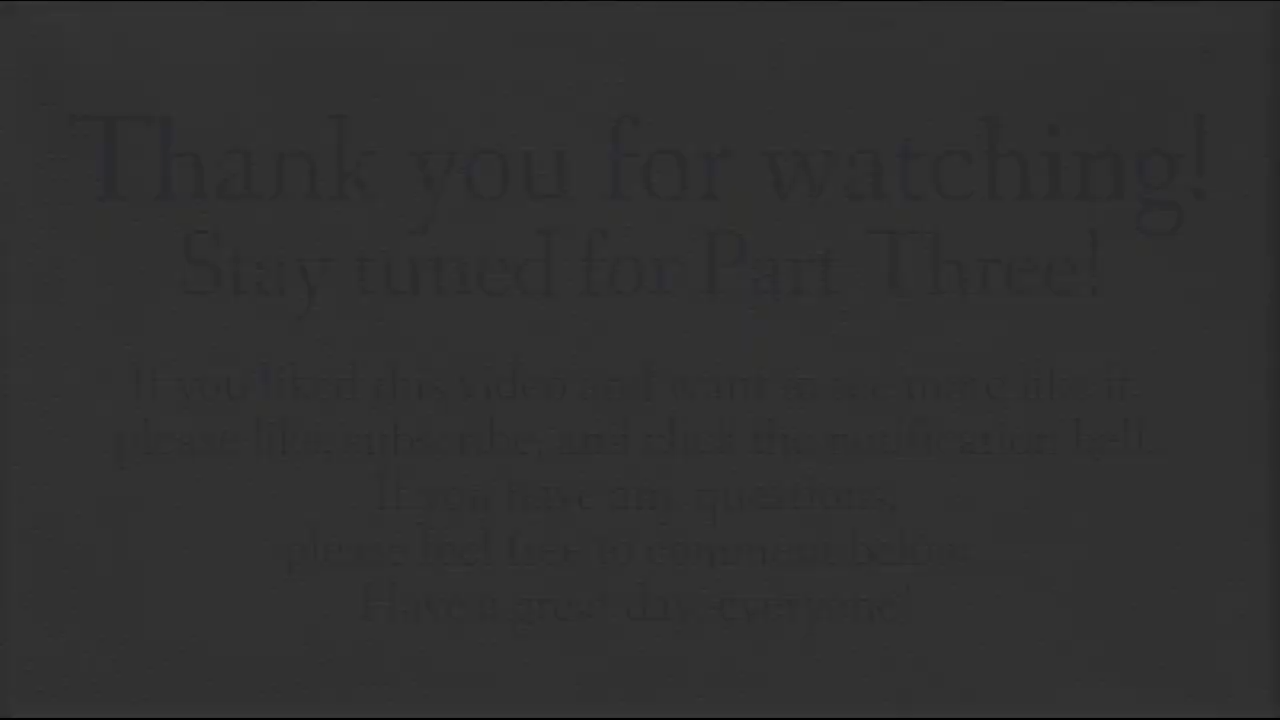 Thank you for watching!
Stay tuned for Part Three!
If you liked this video and want to see more like it,
please like, subscribe, and click the notification bell.
If you have any questions,
please feel free to comment below.
Have a great day, everyone!